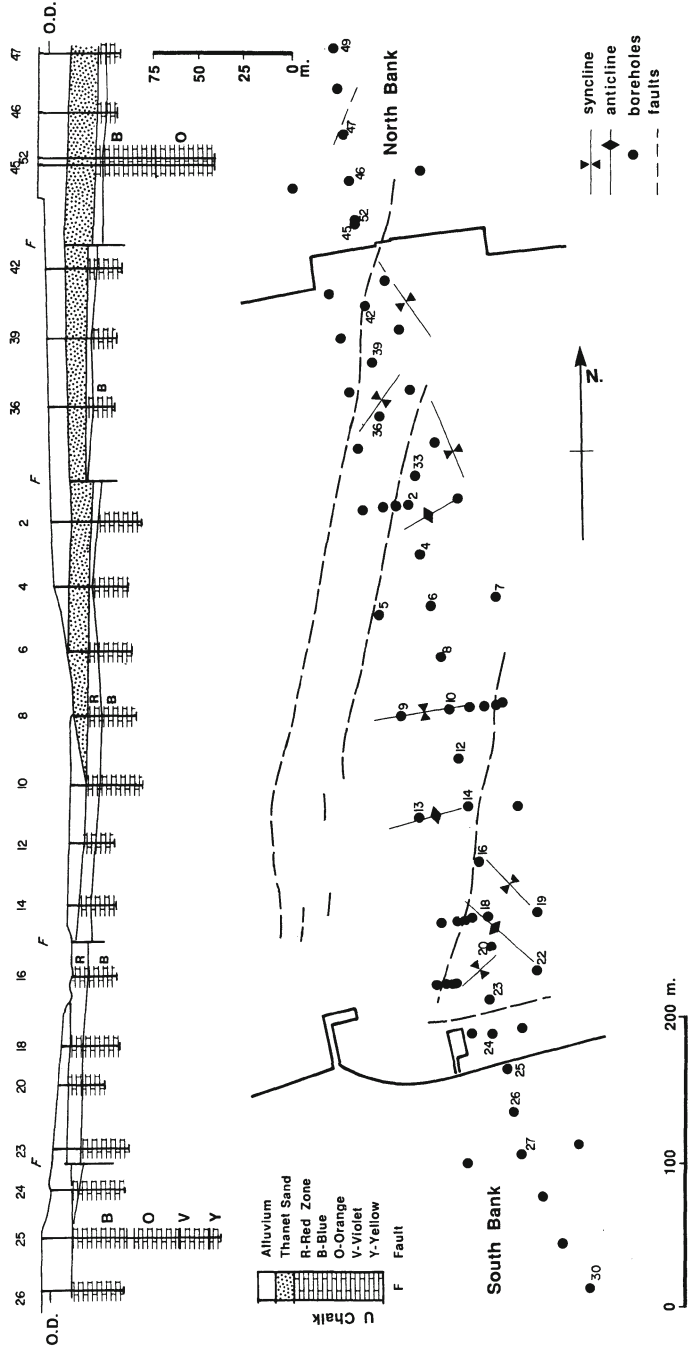 O.D.
26
25
24
23
20
18
16
14
12
10
8
6
4
2
36
39
42
45
52
46
47
O.D.
F
F
F
F
B
O
V
Y
R
B
R
B
B
B
O
75
50
25
0
m.
Alluvium
Thanet Sand
R-Red Zone
B-Blue
O-Orange
V-Violet
Y-Yellow
U Chalk
F Fault
syncline
anticline
boreholes
faults
North Bank
South Bank
N.
49
47
46
52
45
42
39
36
33
2
4
5
6
7
8
9
10
12
13
14
16
18
19
20
22
23
24
25
26
27
30
0 100 200 m.